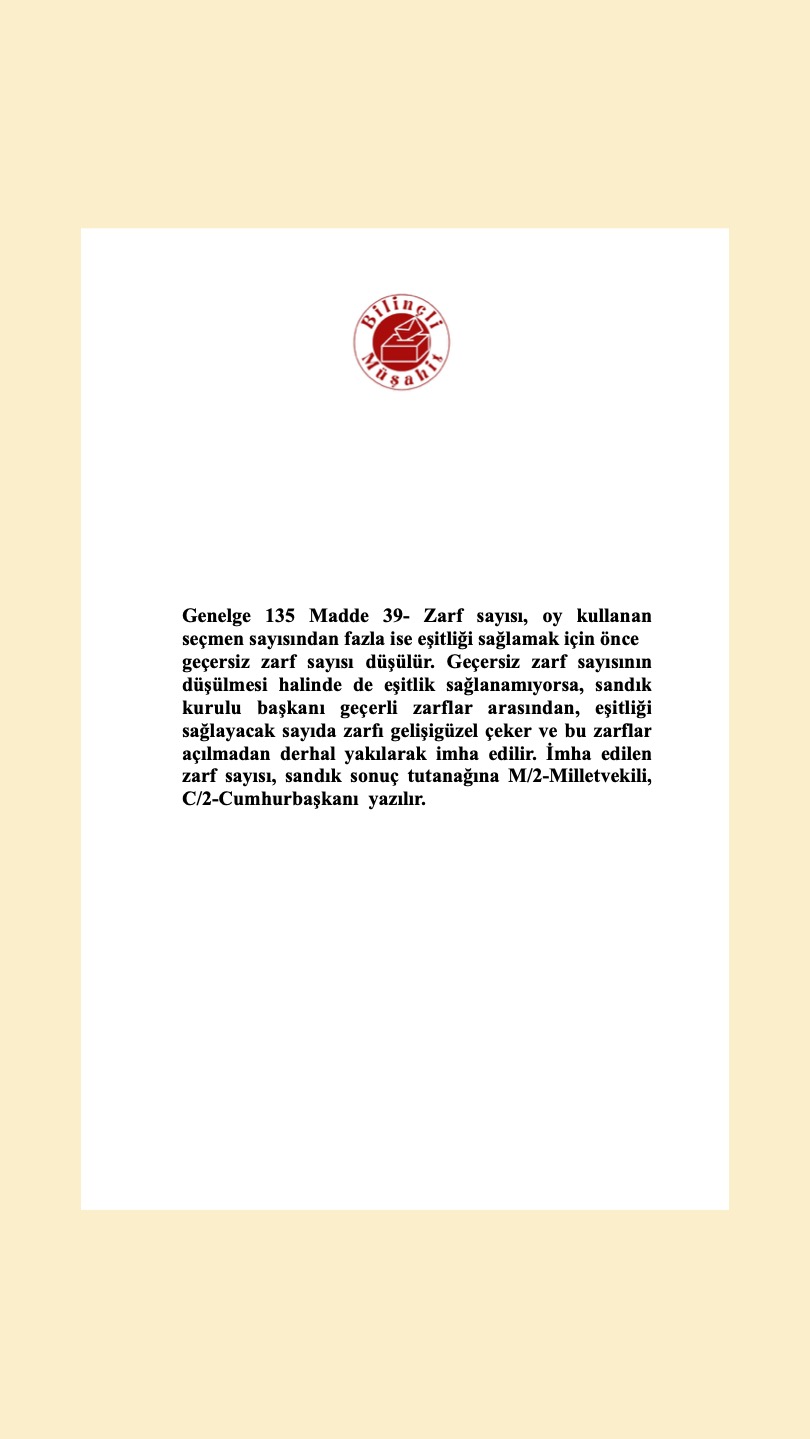 Bilinçli
Müşahit
Genelge 135 Madde 39- Zarf sayısı, oy kullanan
seçmen sayısından fazla ise eşitliği sağlamak için önce
geçersiz zarf sayısı düşülür. Geçersiz zarf sayısının
düşülmesi halinde de eşitlik sağlanamıyorsa, sandık
kurulu başkanı geçerli zarflar arasından, eşitliği
sağlayacak sayıda zarfı gelişigüzel çeker ve bu zarflar
açılmadan derhal yakılarak imha edilir. İmha edilen
zarf sayısı, sandık sonuç tutanağına M/2-Milletvekili,
C/2-Cumhurbaşkanı yazılır.